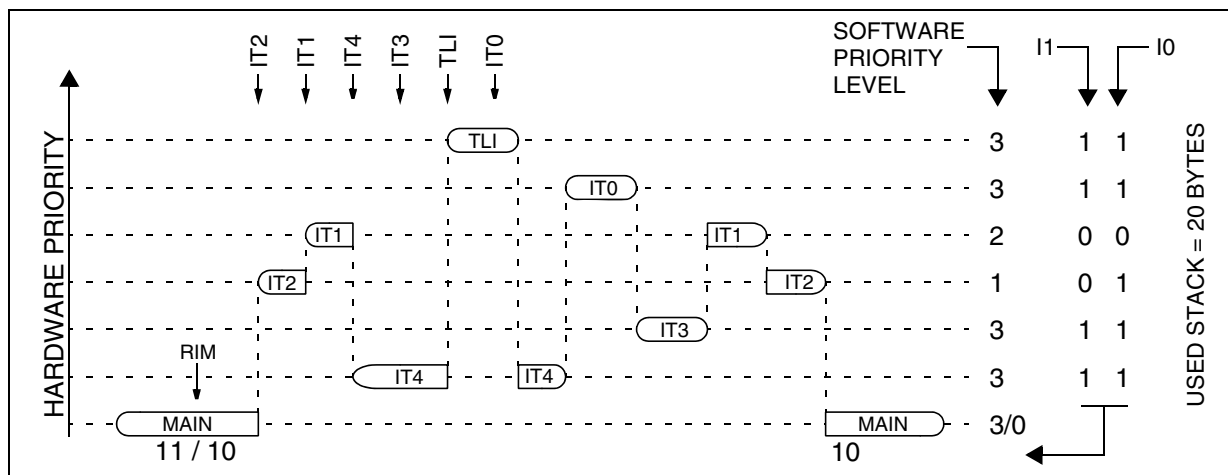 IT2
IT1
IT4
IT3
TLI
IT0
SOFTWARE
PRIORITY
LEVEL
I1
I0
HARDWARE PRIORITY
TLI
3
1 1
IT0
3
1 1
IT1
IT1
2
0 0
IT2
IT2
1
0 1
IT3
3
1 1
RIM
IT4
IT4
3
1 1
MAIN
MAIN
3/0
11 / 10
10
USED STACK = 20 BYTES